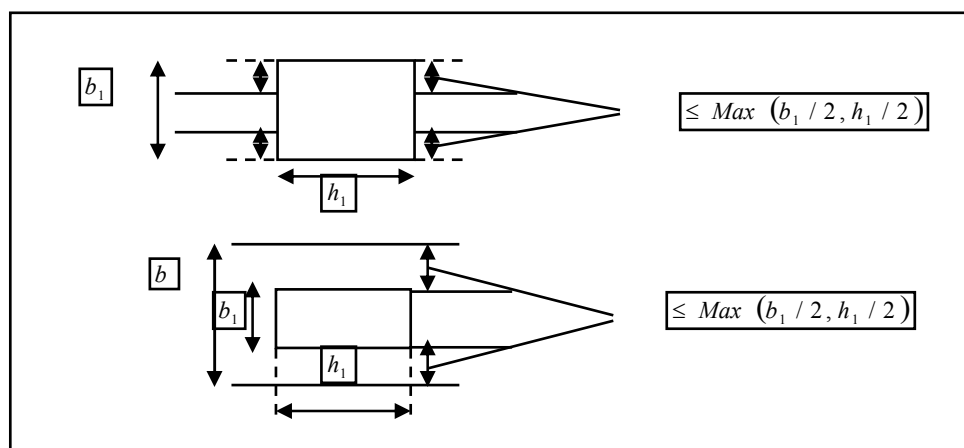 b₁
≤ Max (b₁ / 2, h₁ / 2)
h₁
b
b₁
≤ Max (b₁ / 2, h₁ / 2)
h₁